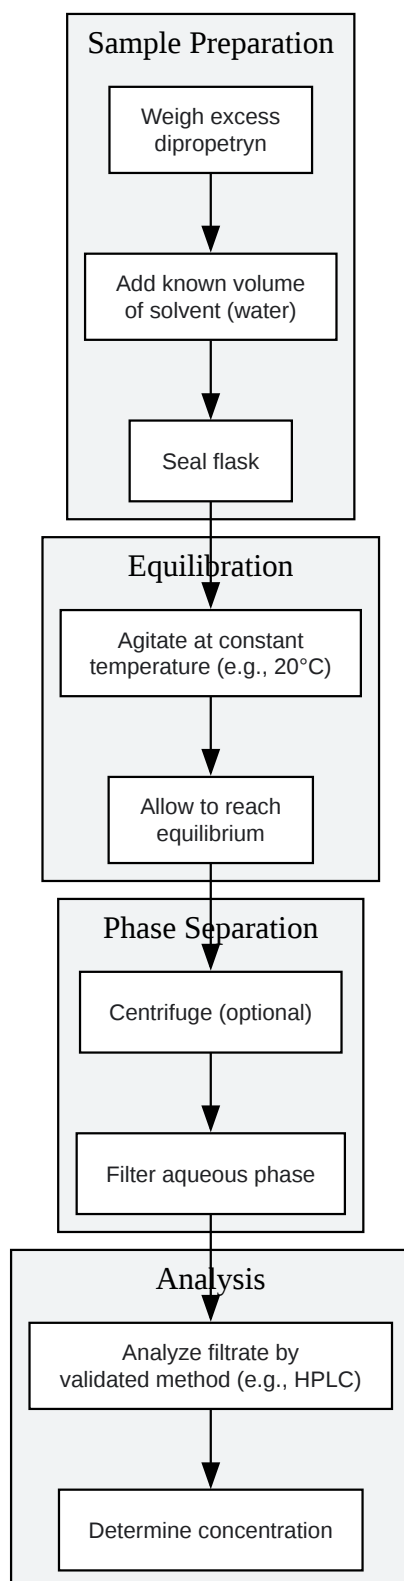 Sample Preparation
Weigh excess
dipropetryn
Add known volume
of solvent (water)
Seal flask
Equilibration
Agitate at constant
temperature (e.g., 20°C)
Allow to reach
equilibrium
Phase Separation
Centrifuge (optional)
Filter aqueous phase
Analysis
Analyze filtrate by
validated method (e.g., HPLC)
Determine concentration